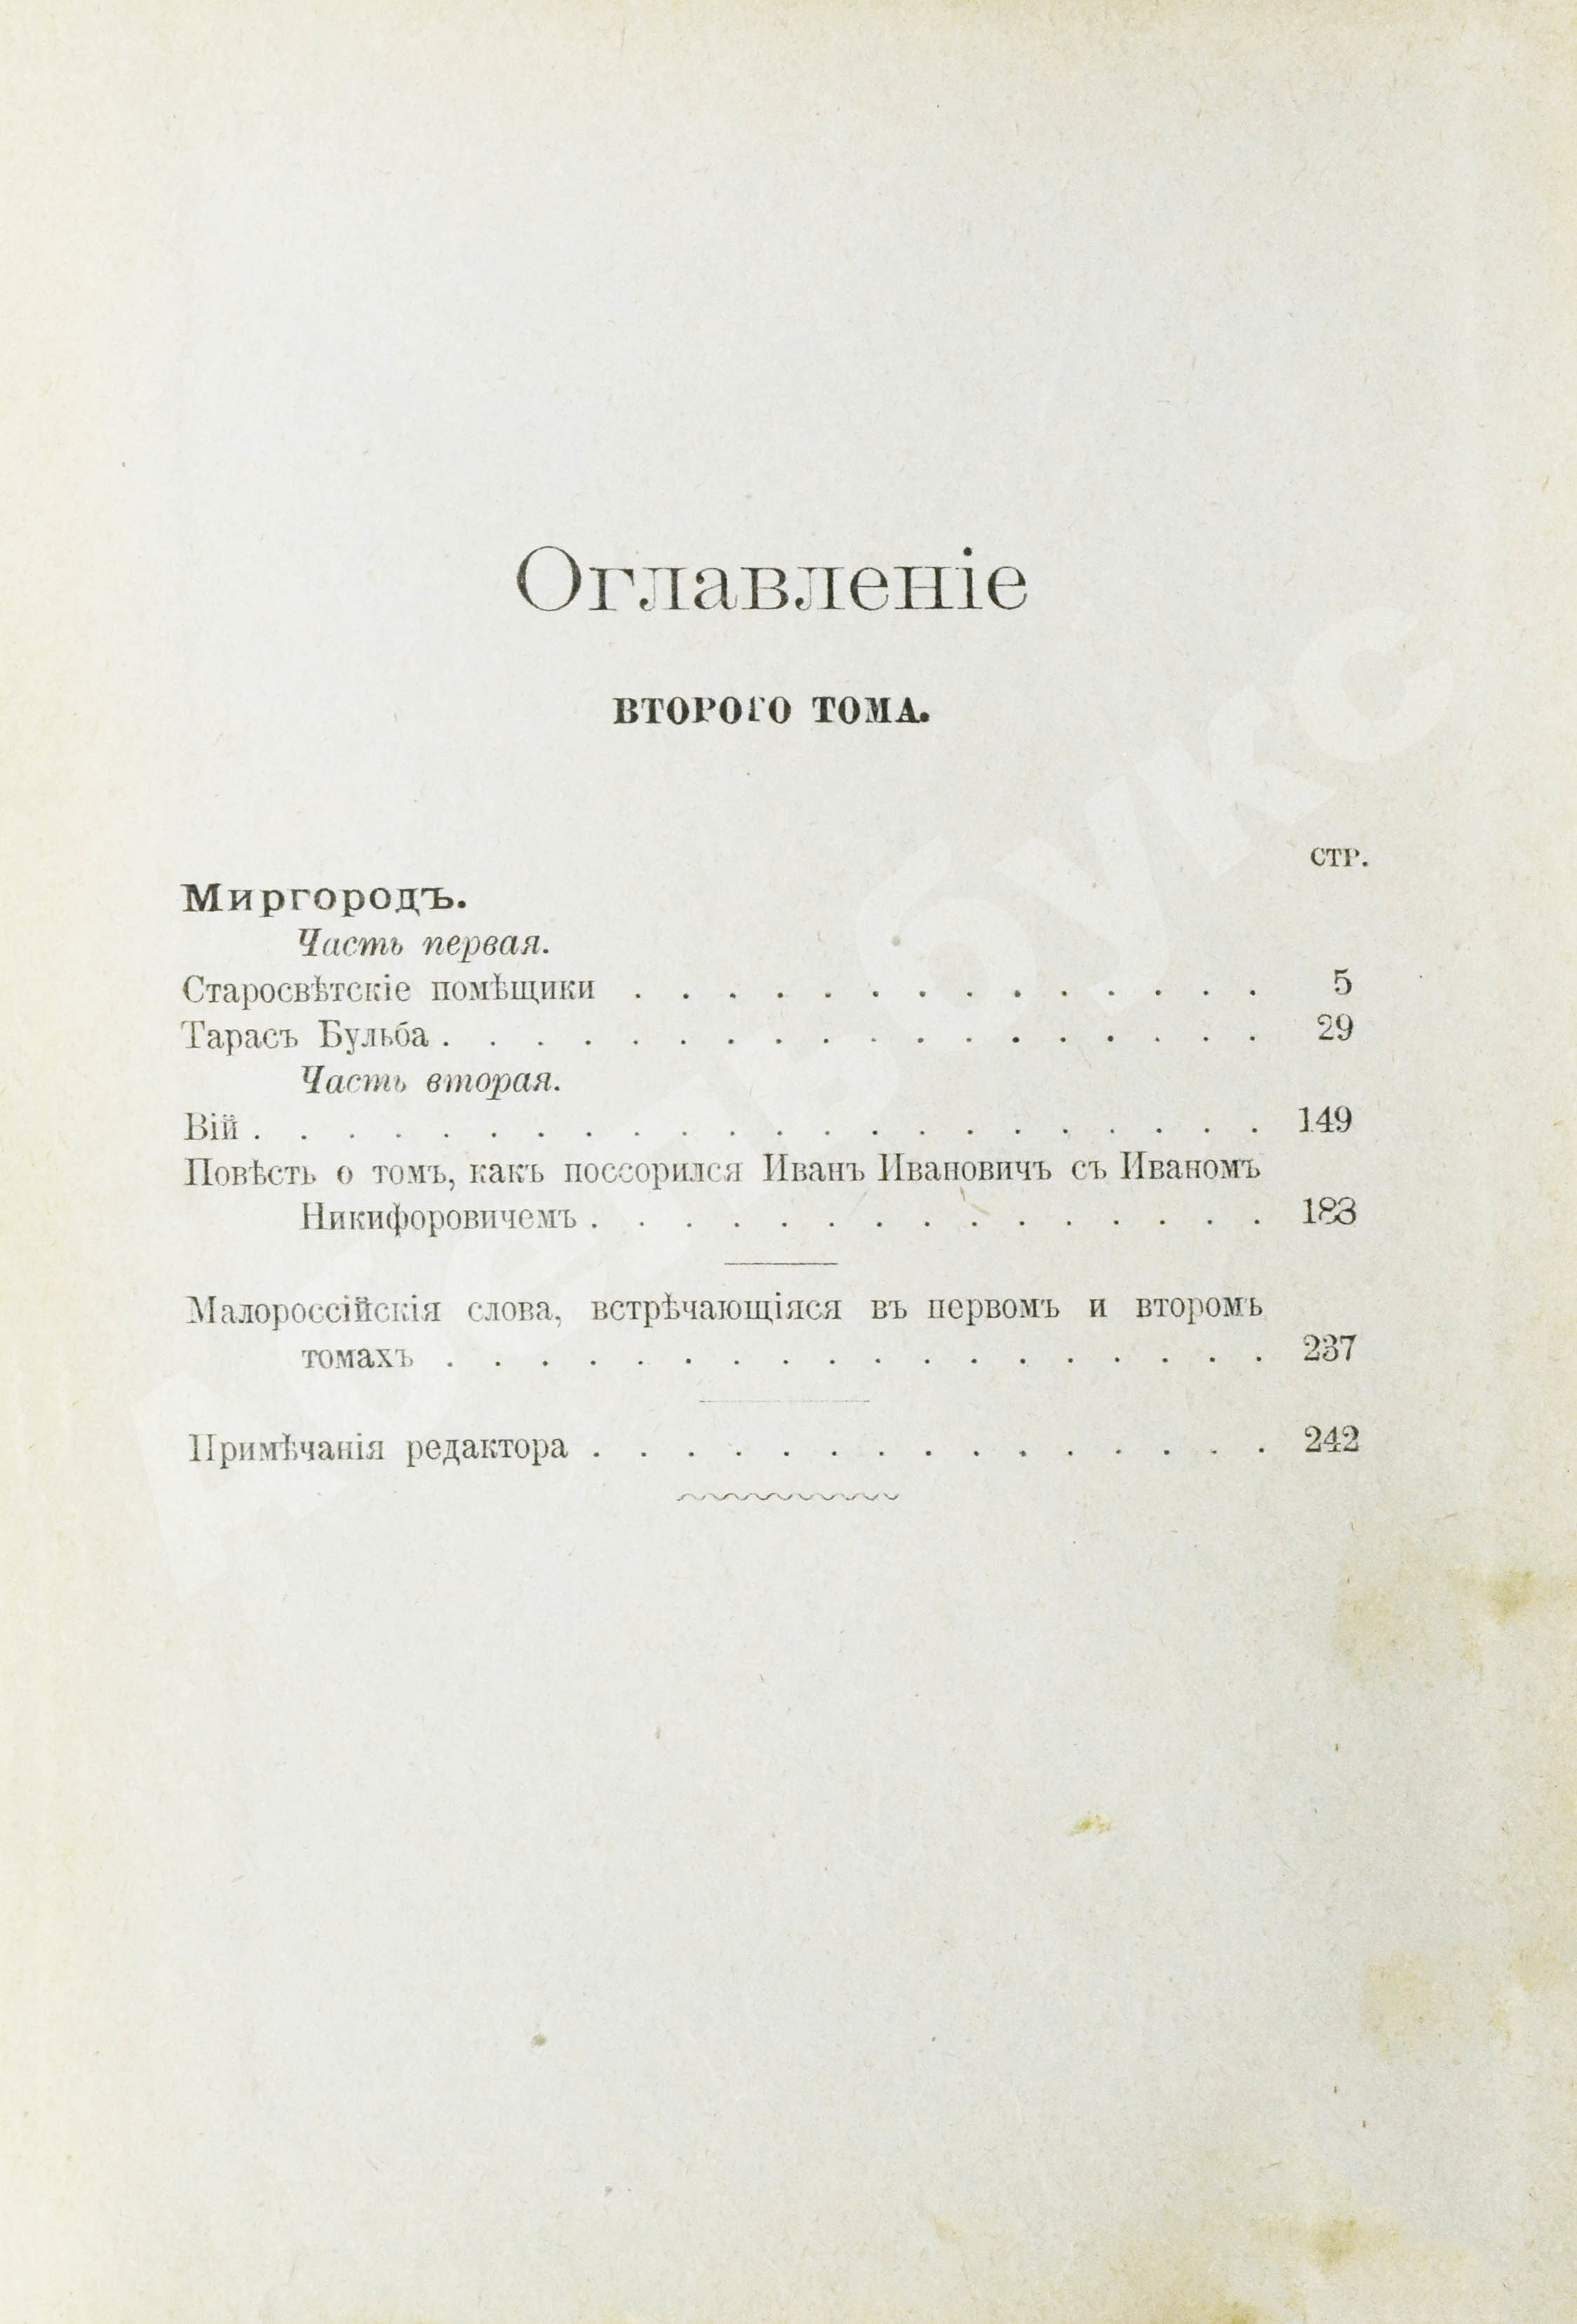 Оглавленіе
ВТОРОГО ТОМА.
СТР.
Миргородъ.
Часть первая.
Старосвѣтскіе помѣщики . . . . . . . . . . . . . . 5
Тарасъ Бульба . . . . . . . . . . . . . . . . . . 29
Часть вторая.
Вій . . . . . . . . . . . . . . . . . . . . . . 149
Повѣсть о томъ, какъ поссорился Иванъ Ивановичъ съ Иваномъ
Никифоровичемъ . . . . . . . . . . . . . . . 183
Малороссійскія слова, встрѣчающіяся въ первомъ и второмъ
томахъ . . . . . . . . . . . . . . . . . . 237
Примѣчанія редактора . . . . . . . . . . . . . . . 242